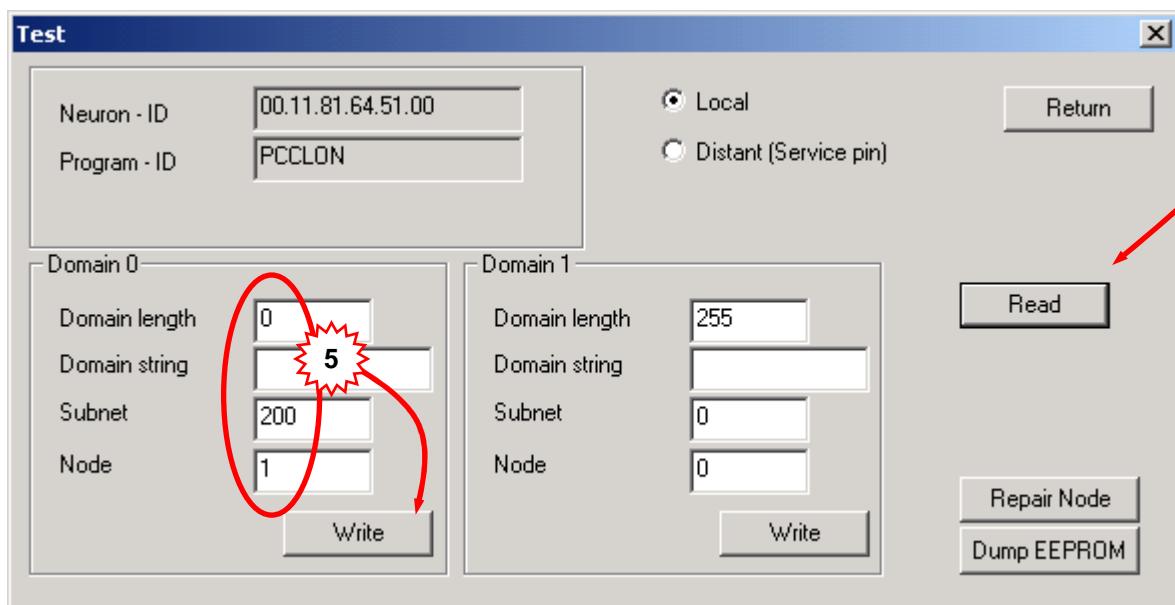 Test
Neuron - ID 00.11.81.64.51.00
Program - ID PCCLON
Local
Distant (Service pin)
Return
Domain 0
Domain length 0
Domain string
Subnet 200
Node 1
Write
5
Domain 1
Domain length 255
Domain string
Subnet 0
Node 0
Write
Read
Repair Node
Dump EEPROM